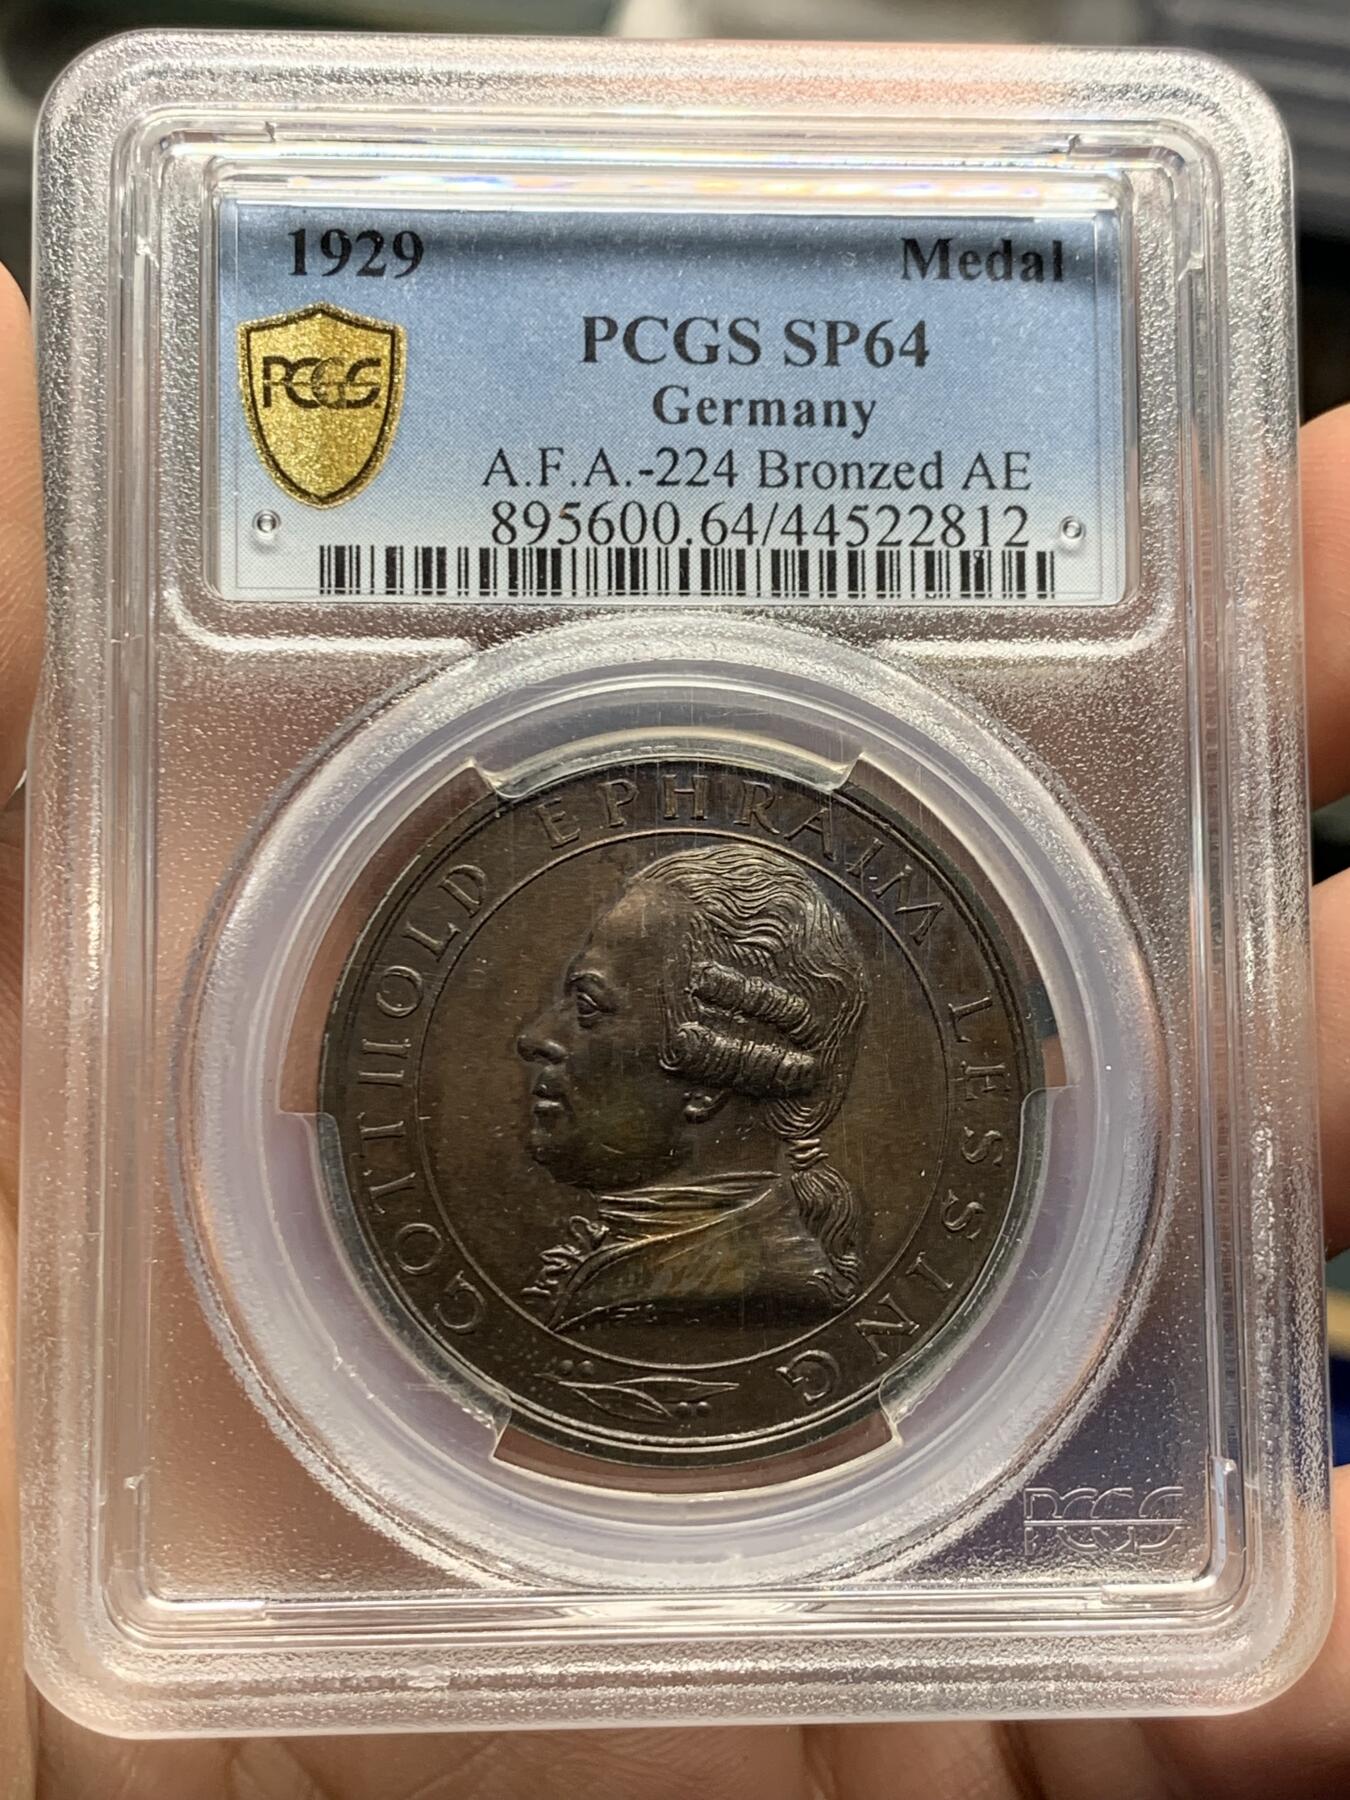 1929 Medal
PCGS
PCGS SP64
Germany
A.F.A.-224 Bronzed AE
895600.64/44522812
GOTTHOLD EPHRAIM LESSING
PCGS